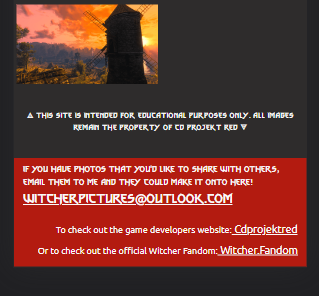 ▲ THIS SITE IS INTENDED FOR EDUCATIONAL PURPOSES ONLY. ALL IMAGES
REMAIN THE PROPERTY OF CD PROJEKT RED ▼
IF YOU HAVE PHOTOS THAT YOU'D LIKE TO SHARE WITH OTHERS,
EMAIL THEM TO ME AND THEY COULD MAKE IT ONTO HERE!
WITCHERPICTURES@OUTLOOK.COM
To check out the game developers website: Cdprojektred
Or to check out the official Witcher Fandom: Witcher.Fandom